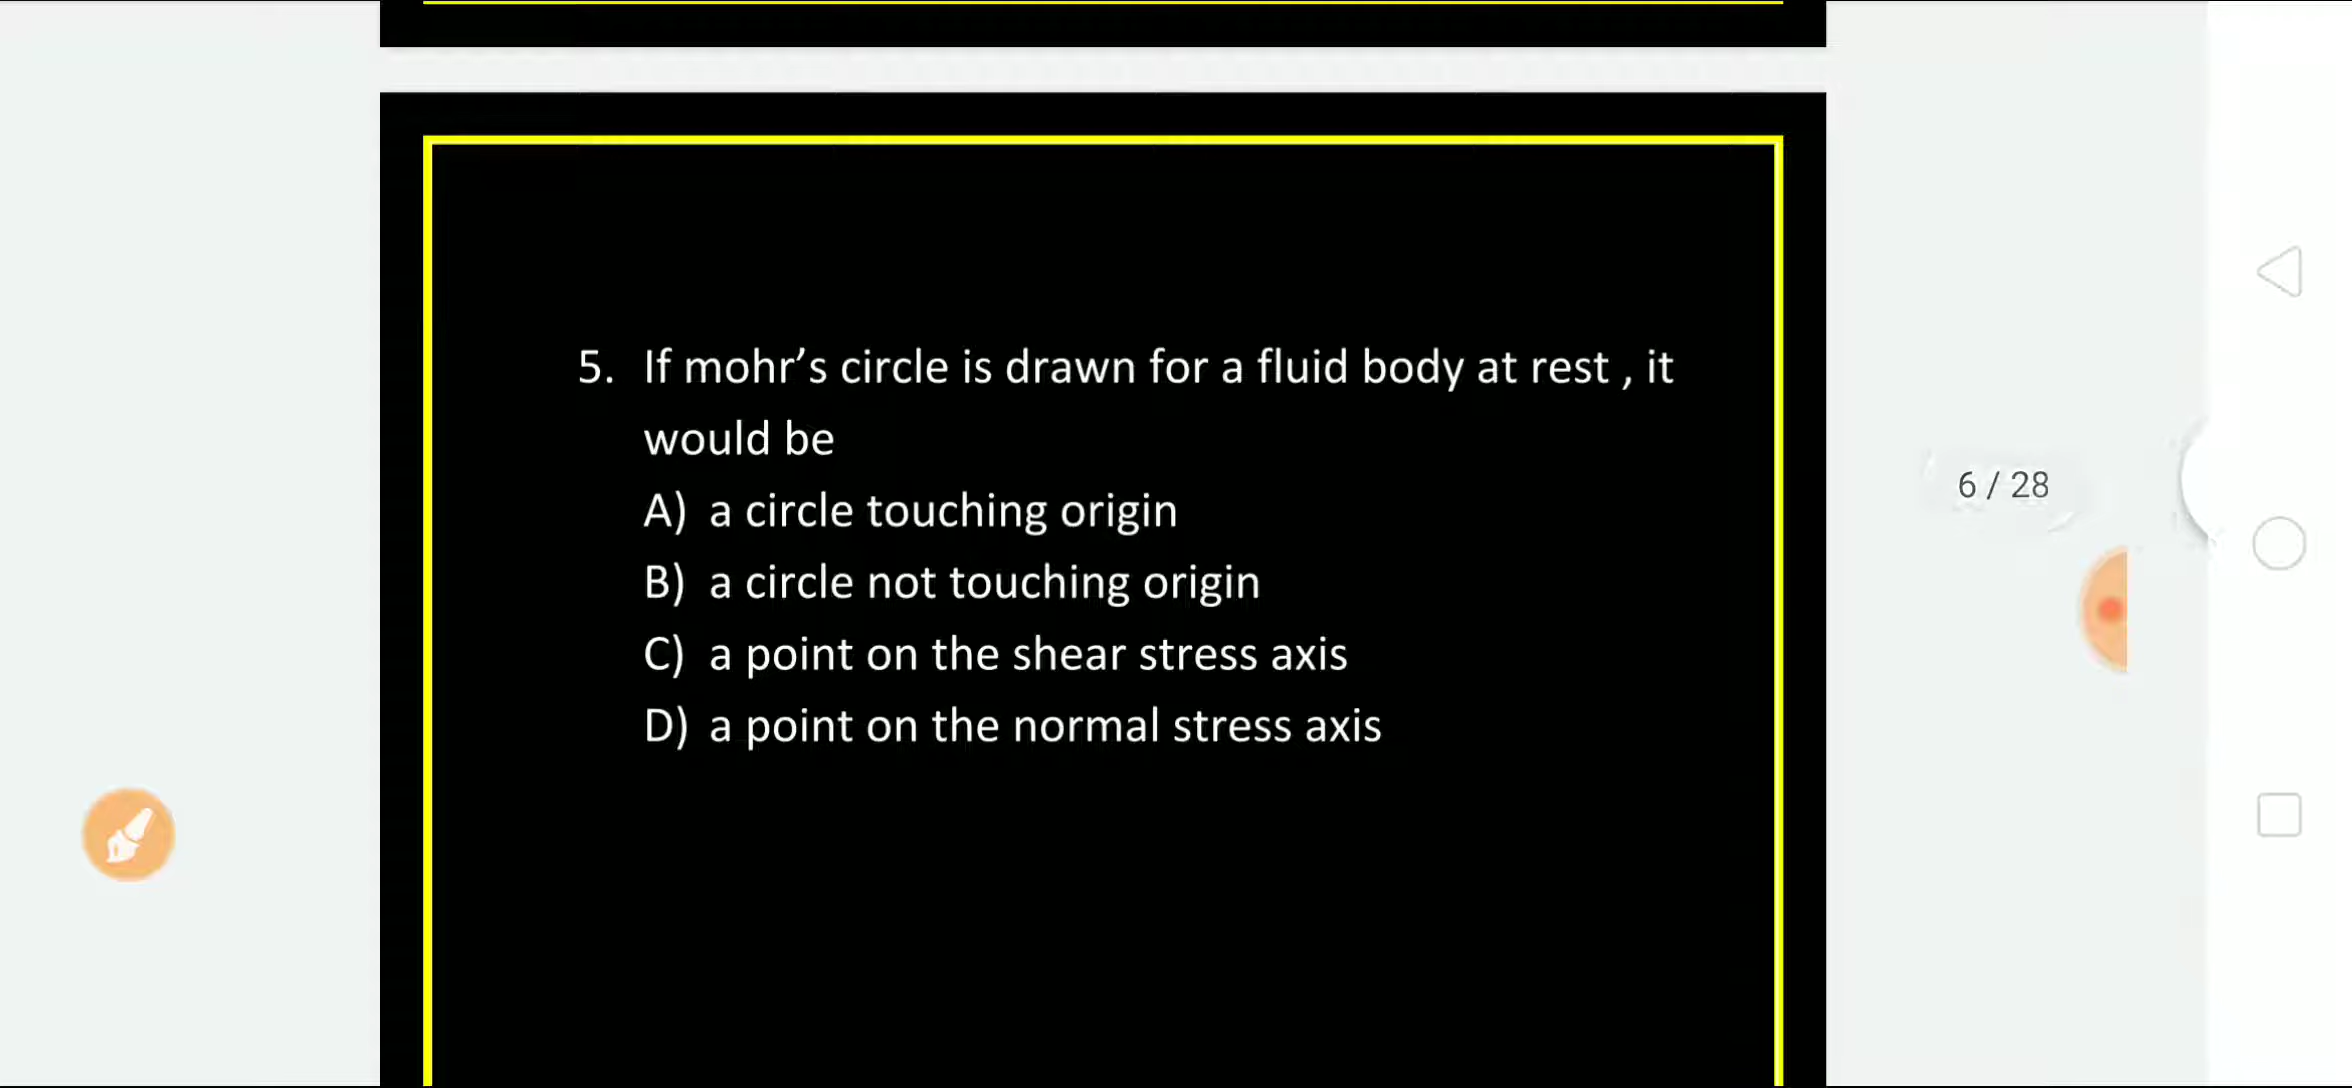 5. If mohr’s circle is drawn for a fluid body at rest , it
would be
A) a circle touching origin
B) a circle not touching origin
C) a point on the shear stress axis
D) a point on the normal stress axis
6 / 28